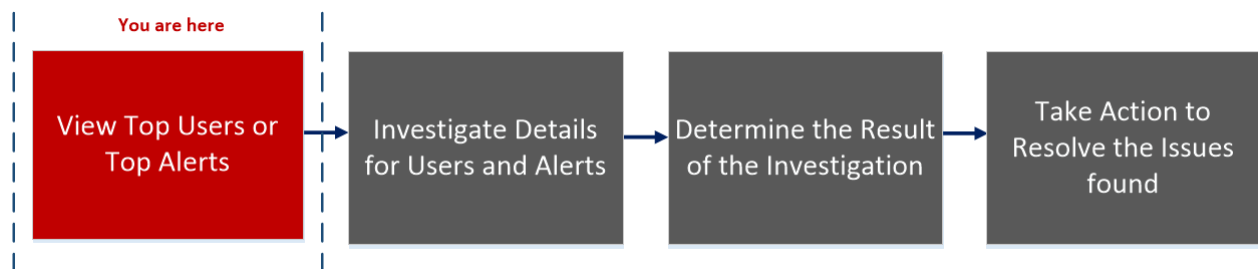 You are here
View Top Users or
Top Alerts
Investigate Details
for Users and Alerts
Determine the Result
of the Investigation
Take Action to
Resolve the Issues
found